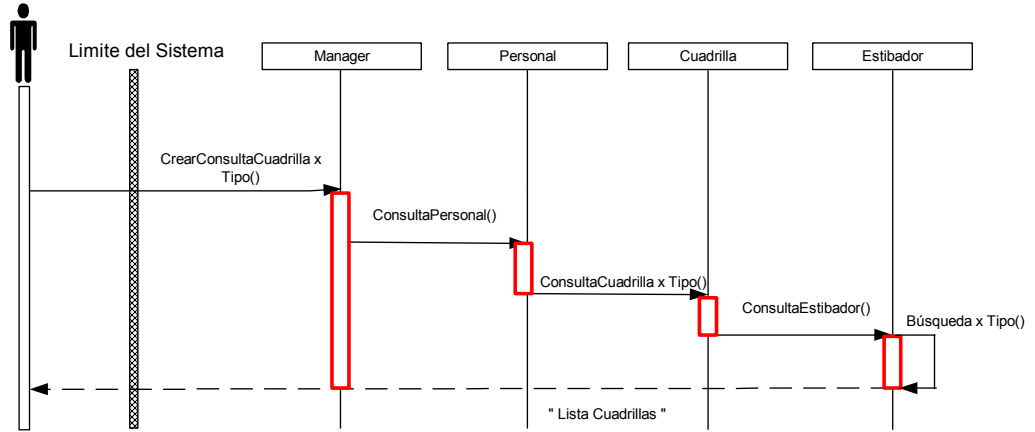 Limite del Sistema
Manager
Personal
Cuadrilla
Estibador
CrearConsultaCuadrilla x
Tipo()
ConsultaPersonal()
ConsultaCuadrilla x Tipo()
ConsultaEstibador()
Búsqueda x Tipo()
" Lista Cuadrillas "